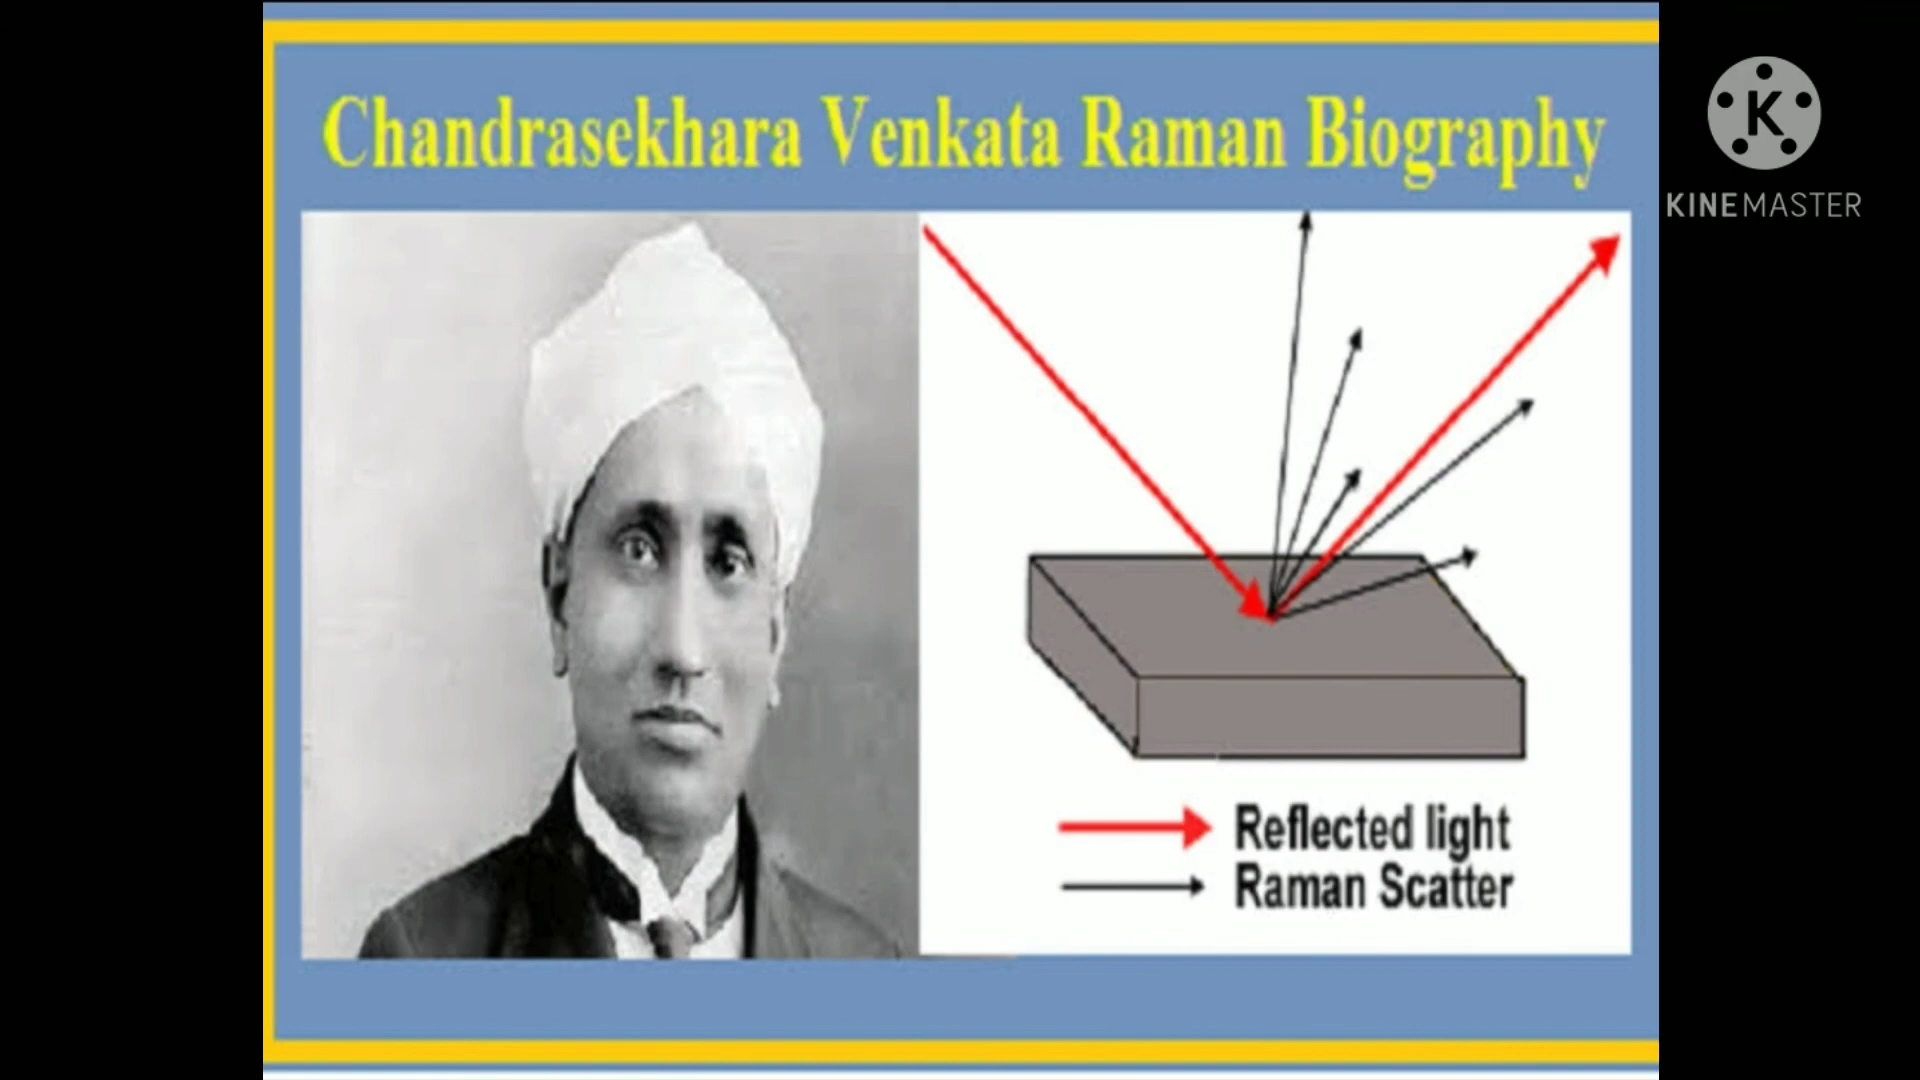 Chandrasekhara Venkata Raman Biography
K
KINEMASTER
Reflected light
Raman Scatter